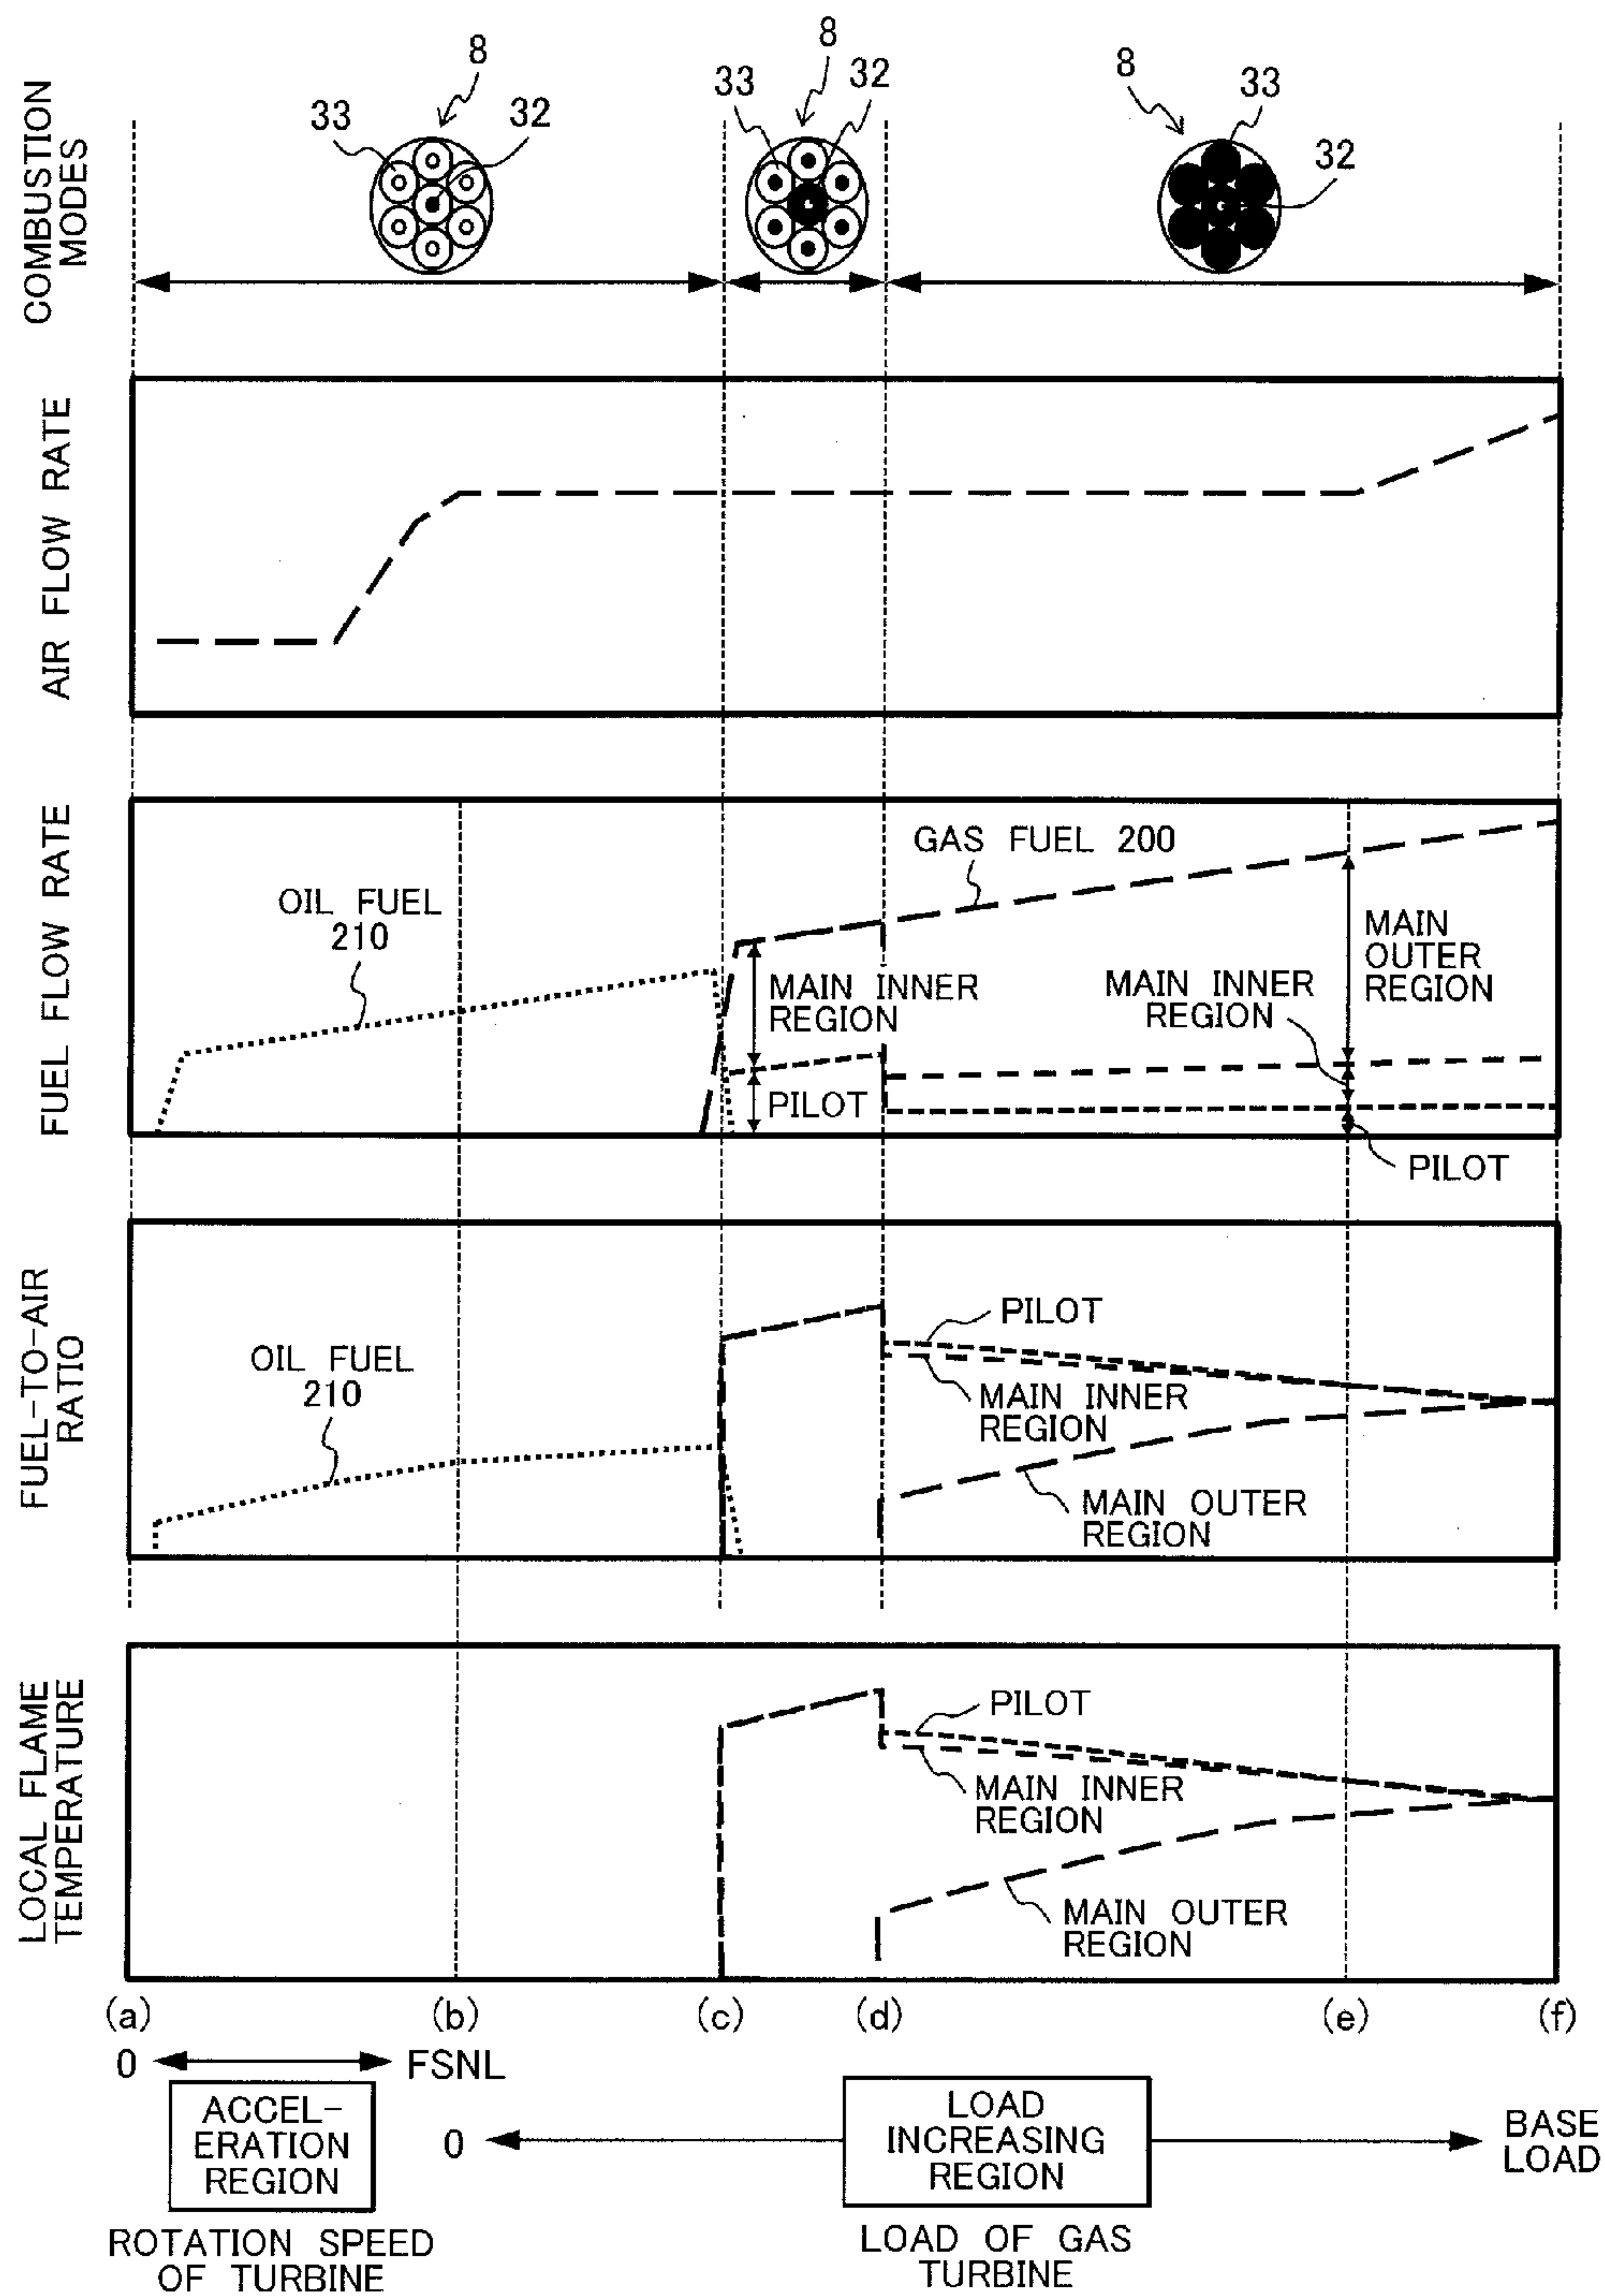 COMBUSTION
MODES
8
33
32
8
33
32
8
33
32
AIR FLOW RATE
FUEL FLOW RATE
OIL FUEL
210
GAS FUEL 200
MAIN INNER
REGION
PILOT
MAIN INNER
REGION
MAIN
OUTER
REGION
PILOT
FUEL-TO-AIR
RATIO
OIL FUEL
210
PILOT
MAIN INNER
REGION
MAIN OUTER
REGION
LOCAL FLAME
TEMPERATURE
PILOT
MAIN INNER
REGION
MAIN OUTER
REGION
(a)
(b)
(c)
(d)
(e)
(f)
0
FSNL
ACCEL-
ERATION
REGION
ROTATION SPEED
OF TURBINE
0
LOAD
INCREASING
REGION
BASE
LOAD
LOAD OF GAS
TURBINE